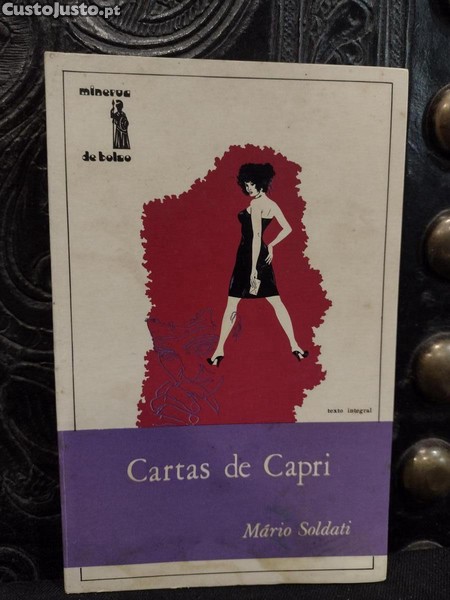 CustoJusto.pt
minerva
de bolso
texto integral
Cartas de Capri
Mário Soldati